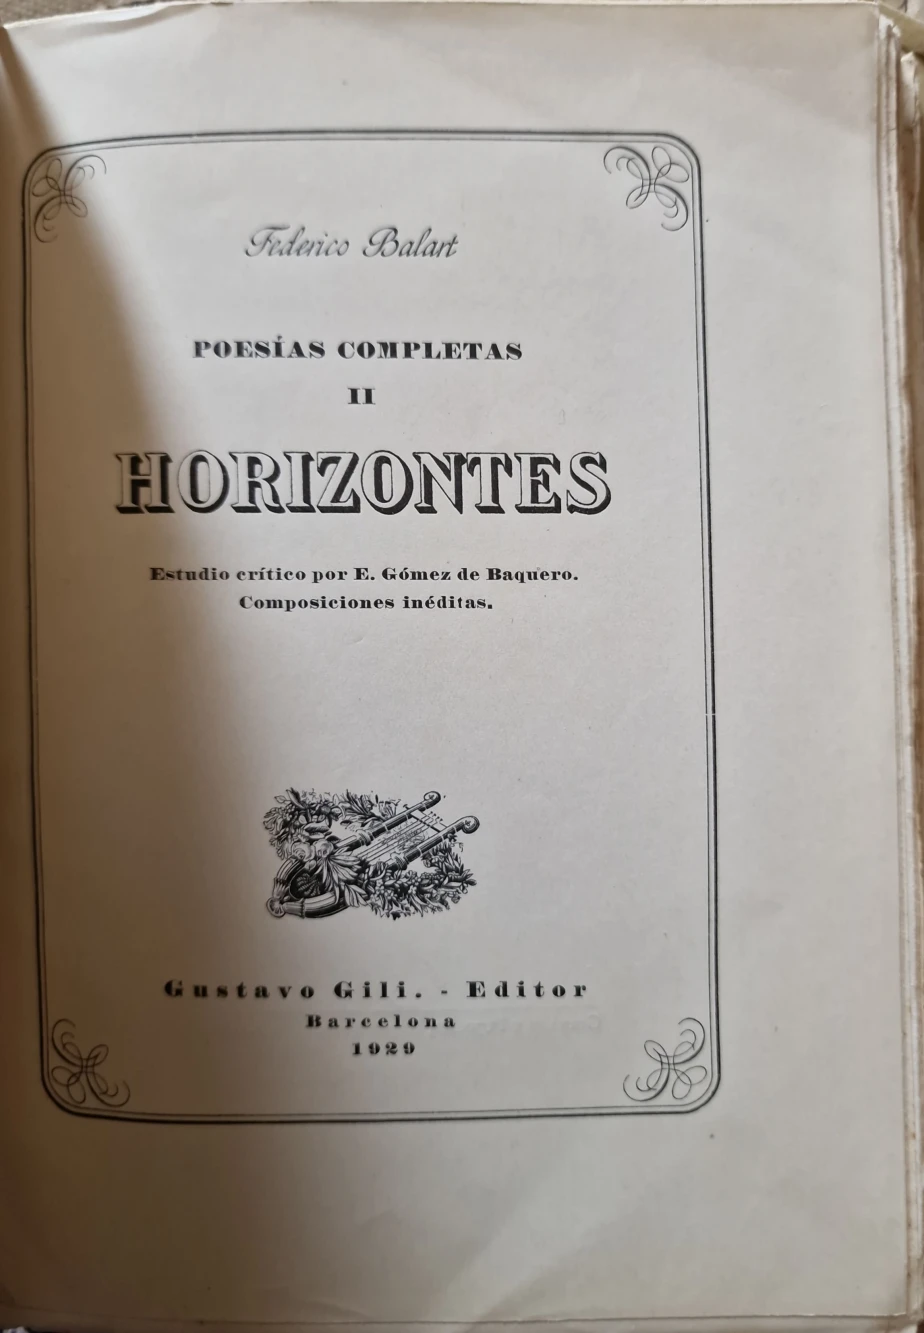 Federico Balart
POESÍAS COMPLETAS
II
HORIZONTES
Estudio crítico por E. Gómez de Baquero.
Composiciones inéditas.
Gustavo Gili. - Editor
Barcelona
1929